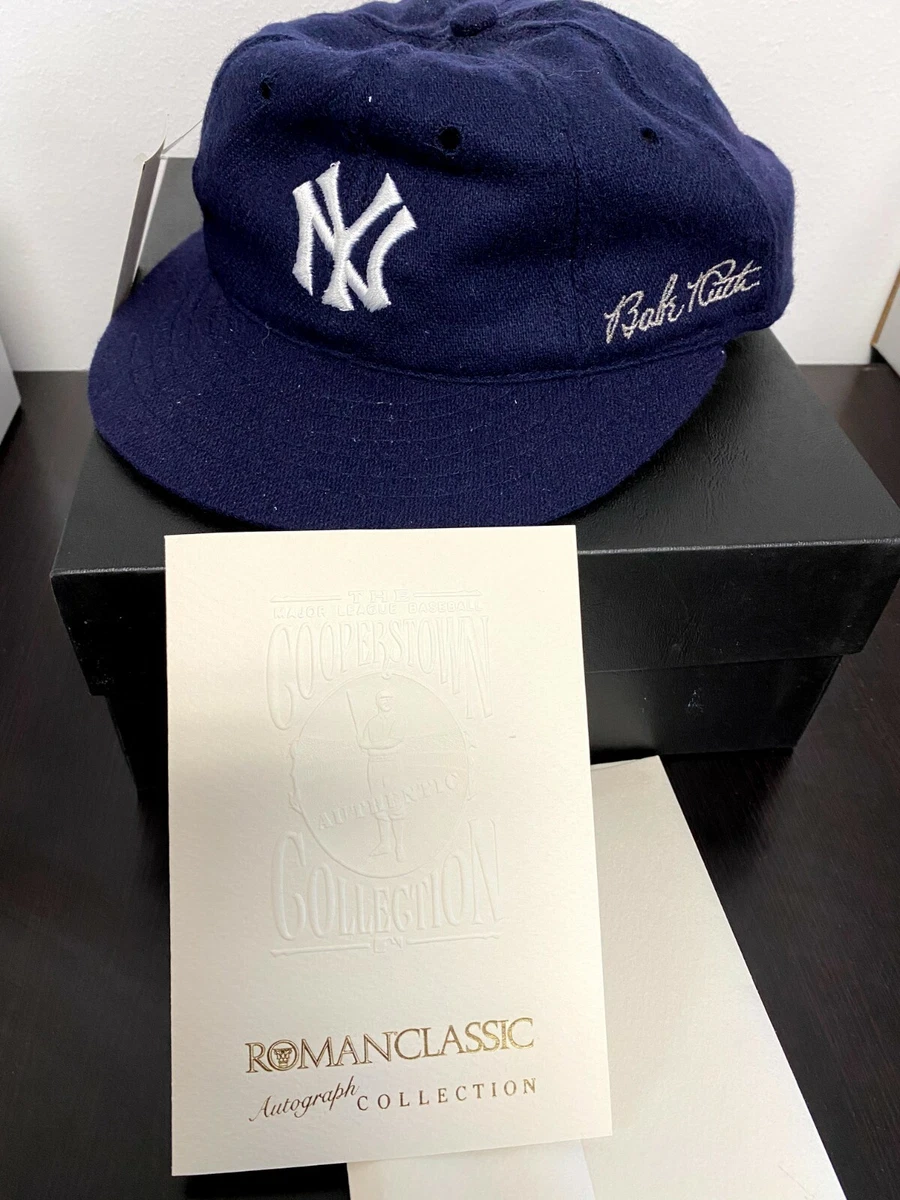 NY
Babe Ruth
THE
MAJOR LEAGUE BASEBALL
COOPERSTOWN
AUTHENTIC
COLLECTION
ROMANCLASSIC
Autograph COLLECTION